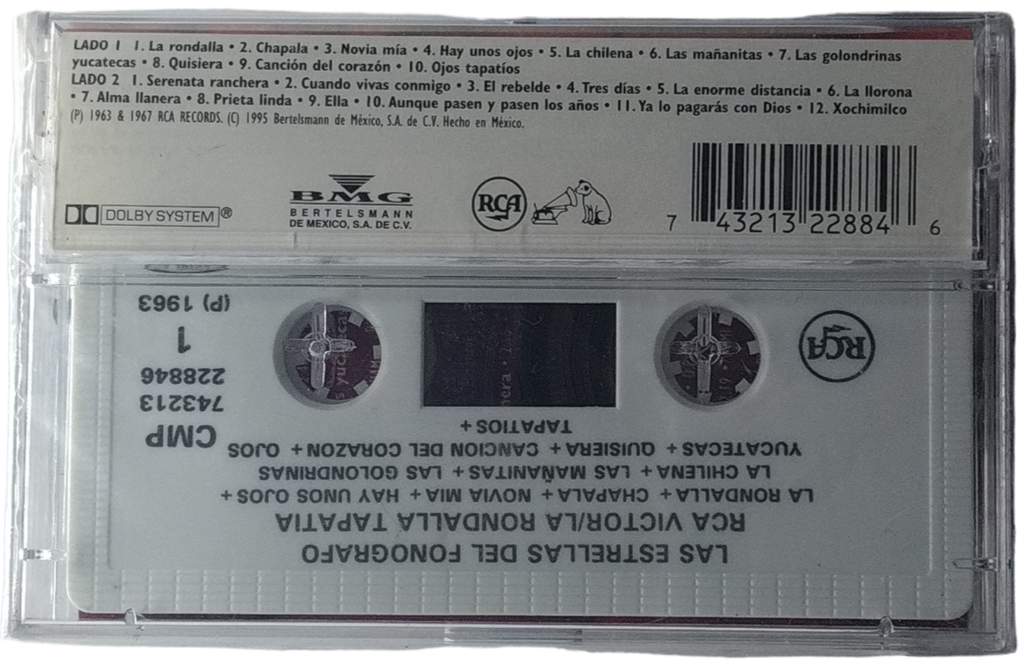 LADO 1 1. La rondalla • 2. Chapala • 3. Novia mía • 4. Hay unos ojos • 5. La chilena • 6. Las mañanitas • 7. Las golondrinas
yucatecas • 8. Quisiera • 9. Canción del corazón • 10. Ojos tapatíos
LADO 2 1. Serenata ranchera • 2. Cuando vivas conmigo • 3. El rebelde • 4. Tres días • 5. La enorme distancia • 6. La llorona
• 7. Alma llanera • 8. Prieta linda • 9. Ella • 10. Aunque pasen y pasen los años • 11. Ya lo pagarás con Dios • 12. Xochimilco
(P) 1963 & 1967 RCA RECORDS. (C) 1995 Bertelsmann de México, S.A. de C.V. Hecho en México.
DOLBY SYSTEM®
BMG
BERTELSMANN
DE MEXICO, S.A. DE C.V.
RCA
7 43213 22884 6
LAS ESTRELLAS DEL FONOGRAFO
RCA VICTOR/LA RONDALLA TAPATIA
LA RONDALLA + CHAPALA + NOVIA MIA + HAY UNOS OJOS +
LA CHILENA + LAS MAÑANITAS + LAS GOLONDRINAS
YUCATECAS + QUISIERA + CANCION DEL CORAZON + OJOS
TAPATIOS +
CMP
743213
228846
1
(P) 1963
RCA